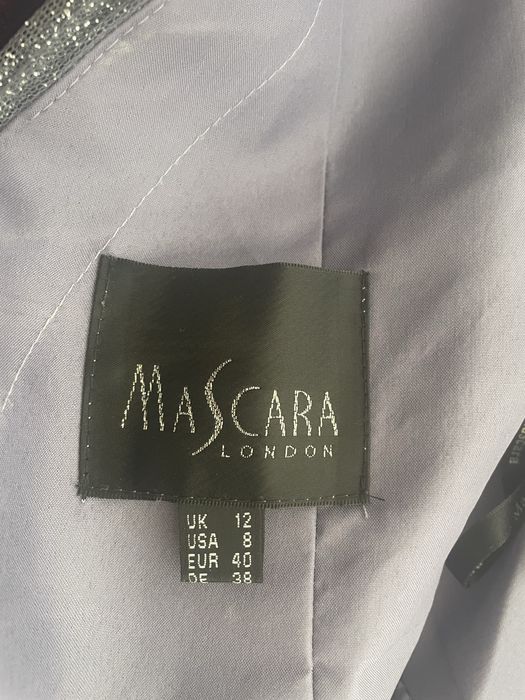 MASCARA
LONDON
UK 12
USA 8
EUR 40
DE 38